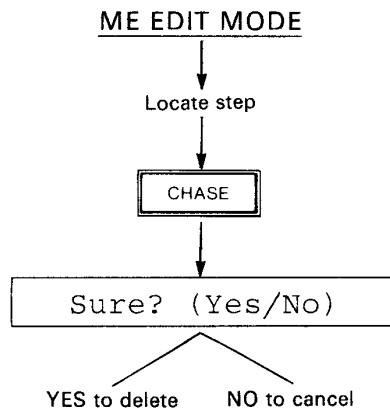 ME EDIT MODE
Locate step
CHASE
Sure? (Yes/No)
YES to delete NO to cancel